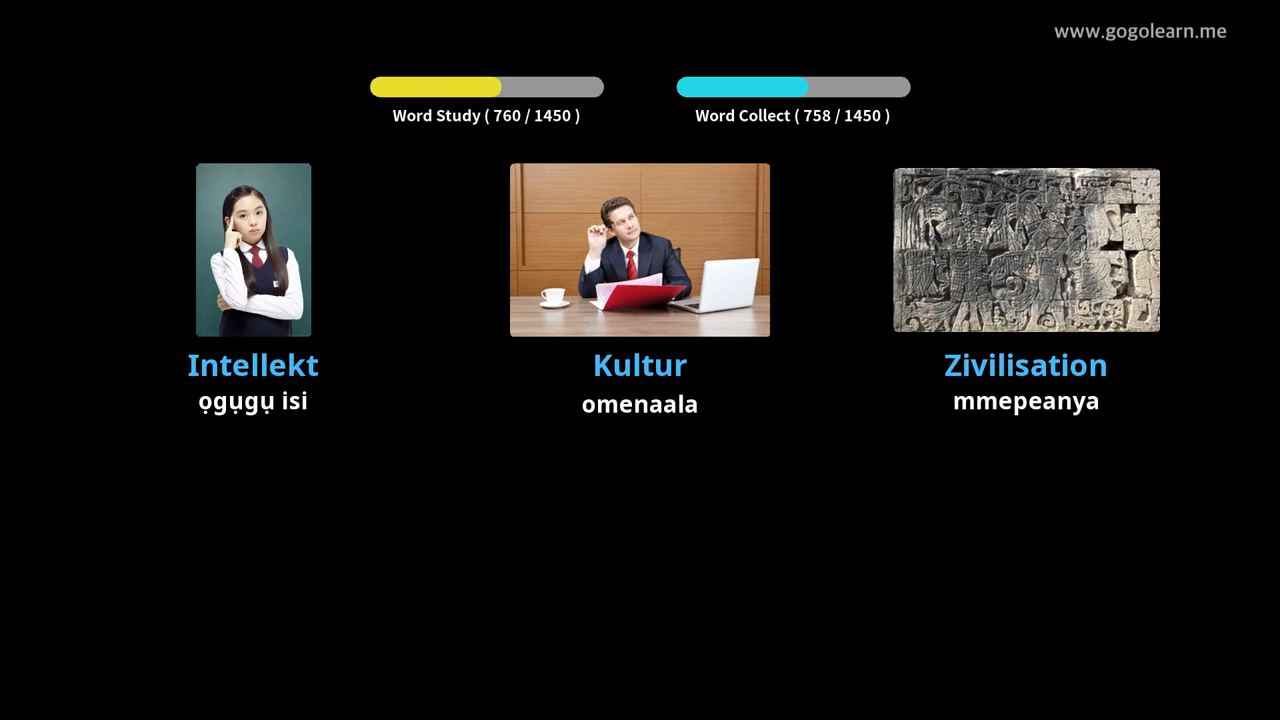 www.gogolearn.me
Word Study ( 760 / 1450 )
Word Collect ( 758 / 1450 )
Intellekt
ọgụgụ isi
Kultur
omenaala
Zivilisation
mmepeanya